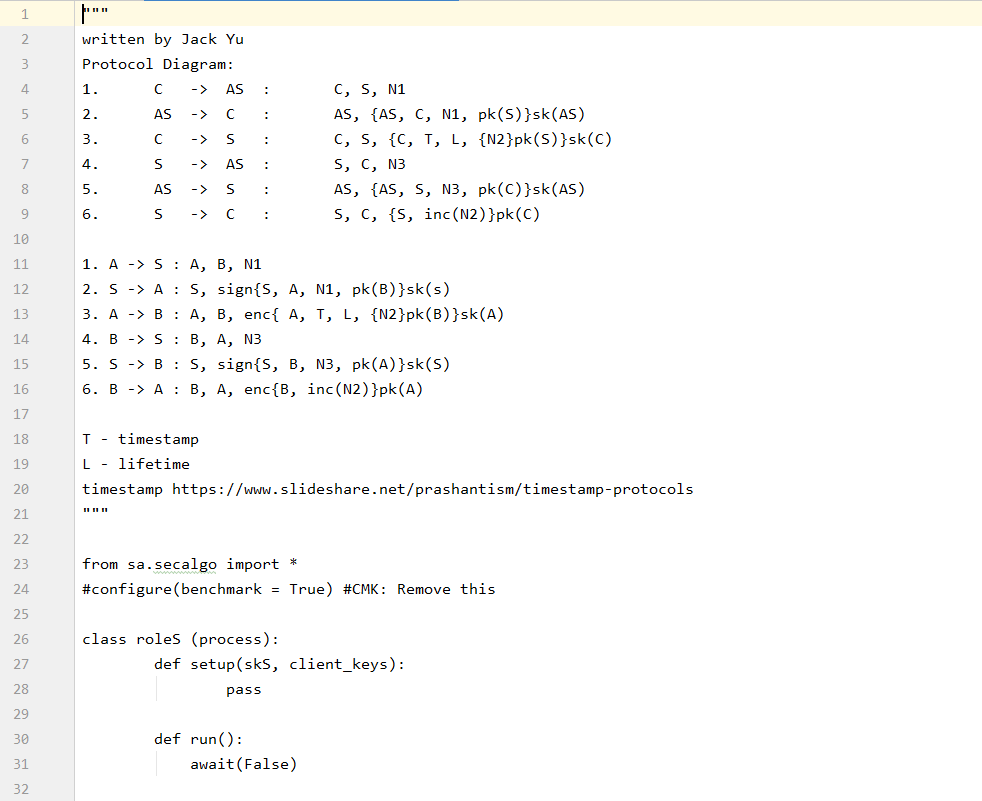 1 """
2 written by Jack Yu
3 Protocol Diagram:
4 1. C -> AS : C, S, N1
5 2. AS -> C : AS, {AS, C, N1, pk(S)}sk(AS)
6 3. C -> S : C, S, {C, T, L, {N2}pk(S)}sk(C)
7 4. S -> AS : S, C, N3
8 5. AS -> S : AS, {AS, S, N3, pk(C)}sk(AS)
9 6. S -> C : S, C, {S, inc(N2)}pk(C)
10
11 1. A -> S : A, B, N1
12 2. S -> A : S, sign{S, A, N1, pk(B)}sk(s)
13 3. A -> B : A, B, enc{ A, T, L, {N2}pk(B)}sk(A)
14 4. B -> S : B, A, N3
15 5. S -> B : S, sign{S, B, N3, pk(A)}sk(S)
16 6. B -> A : B, A, enc{B, inc(N2)}pk(A)
17
18 T - timestamp
19 L - lifetime
20 timestamp https://www.slideshare.net/prashantism/timestamp-protocols
21 """
22
23 from sa.secalgo import *
24 #configure(benchmark = True) #CMK: Remove this
25
26 class roleS (process):
27 def setup(skS, client_keys):
28 pass
29
30 def run():
31 await(False)
32